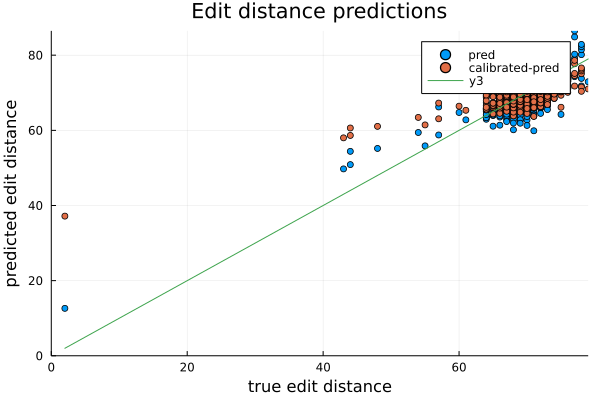 Edit distance predictions
predicted edit distance
80
60
40
20
0
pred
calibrated-pred
y3
0
20
40
60
true edit distance